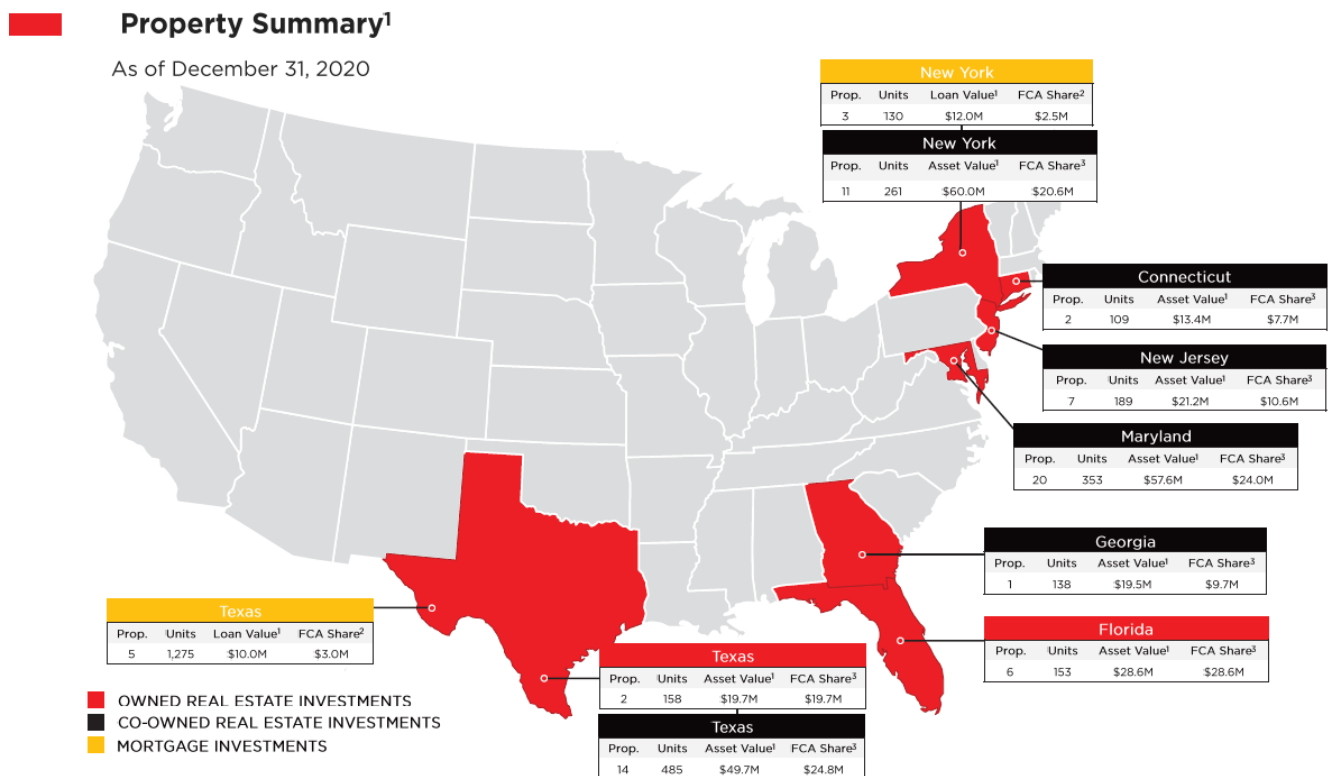 Property Summary¹
As of December 31, 2020
New York
Prop. Units Loan Value¹ FCA Share²
3 130 $12.0M $2.5M
New York
Prop. Units Asset Value¹ FCA Share³
11 261 $60.0M $20.6M
Connecticut
Prop. Units Asset Value¹ FCA Share³
2 109 $13.4M $7.7M
New Jersey
Prop. Units Asset Value¹ FCA Share³
7 189 $21.2M $10.6M
Maryland
Prop. Units Asset Value¹ FCA Share³
20 353 $57.6M $24.0M
Georgia
Prop. Units Asset Value¹ FCA Share³
1 138 $19.5M $9.7M
Florida
Prop. Units Asset Value¹ FCA Share³
6 153 $28.6M $28.6M
Texas
Prop. Units Loan Value¹ FCA Share²
5 1,275 $10.0M $3.0M
Texas
Prop. Units Asset Value¹ FCA Share³
2 158 $19.7M $19.7M
Texas
Prop. Units Asset Value¹ FCA Share³
14 485 $49.7M $24.8M
OWNED REAL ESTATE INVESTMENTS
CO-OWNED REAL ESTATE INVESTMENTS
MORTGAGE INVESTMENTS